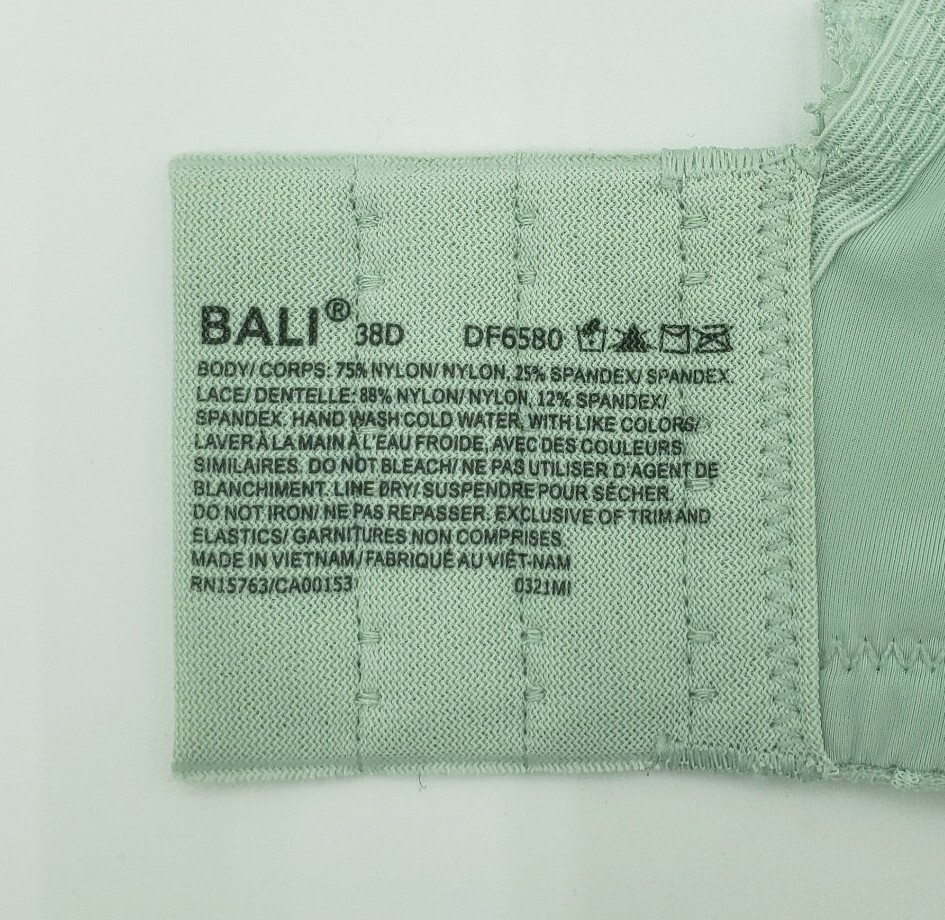 BALI® 38D DF6580
BODY/ CORPS: 75% NYLON/ NYLON, 25% SPANDEX/ SPANDEX.
LACE/ DENTELLE: 88% NYLON/ NYLON, 12% SPANDEX/
SPANDEX. HAND WASH COLD WATER, WITH LIKE COLORS/
LAVER À LA MAIN À L'EAU FROIDE, AVEC DES COULEURS
SIMILAIRES. DO NOT BLEACH/ NE PAS UTILISER D'AGENT DE
BLANCHIMENT. LINE DRY/ SUSPENDRE POUR SÉCHER.
DO NOT IRON/ NE PAS REPASSER. EXCLUSIVE OF TRIM AND
ELASTICS/ GARNITURES NON COMPRISES
MADE IN VIETNAM/ FABRIQUÉ AU VIÊT-NAM
RN15763/CA00153 0321MI